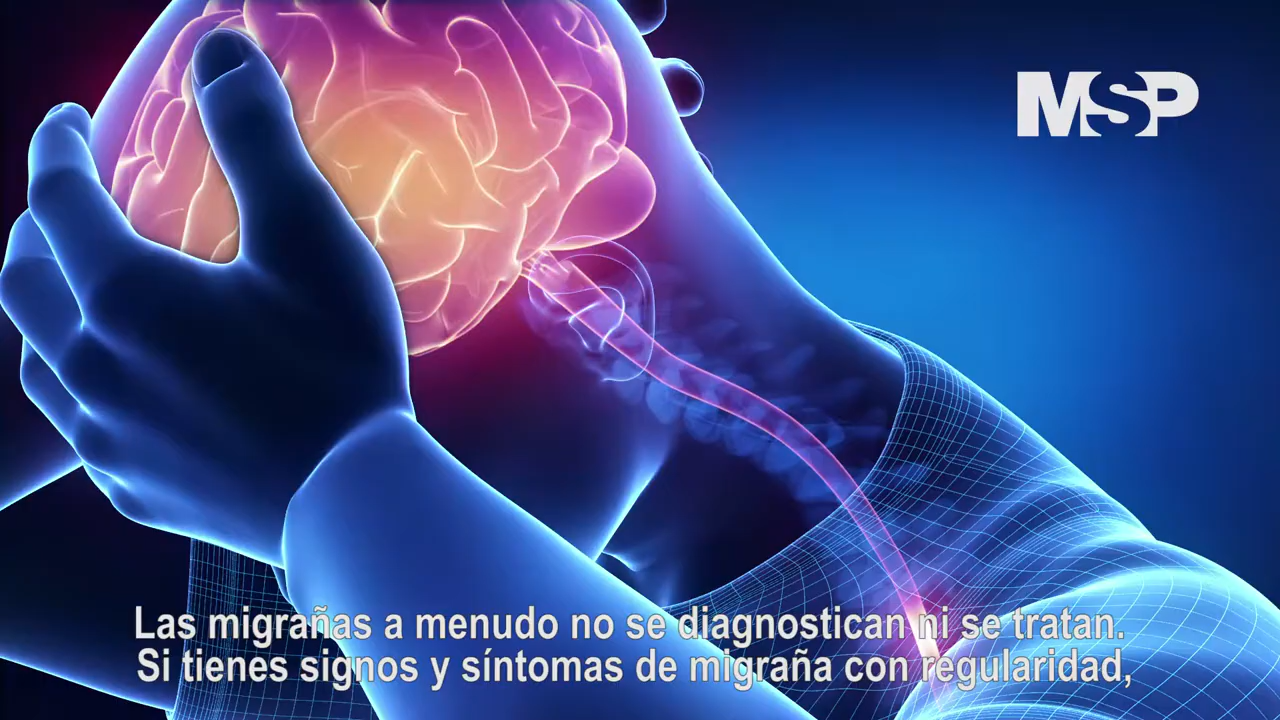 MSP
Las migrañas a menudo no se diagnostican ni se tratan.
Si tienes signos y síntomas de migraña con regularidad,